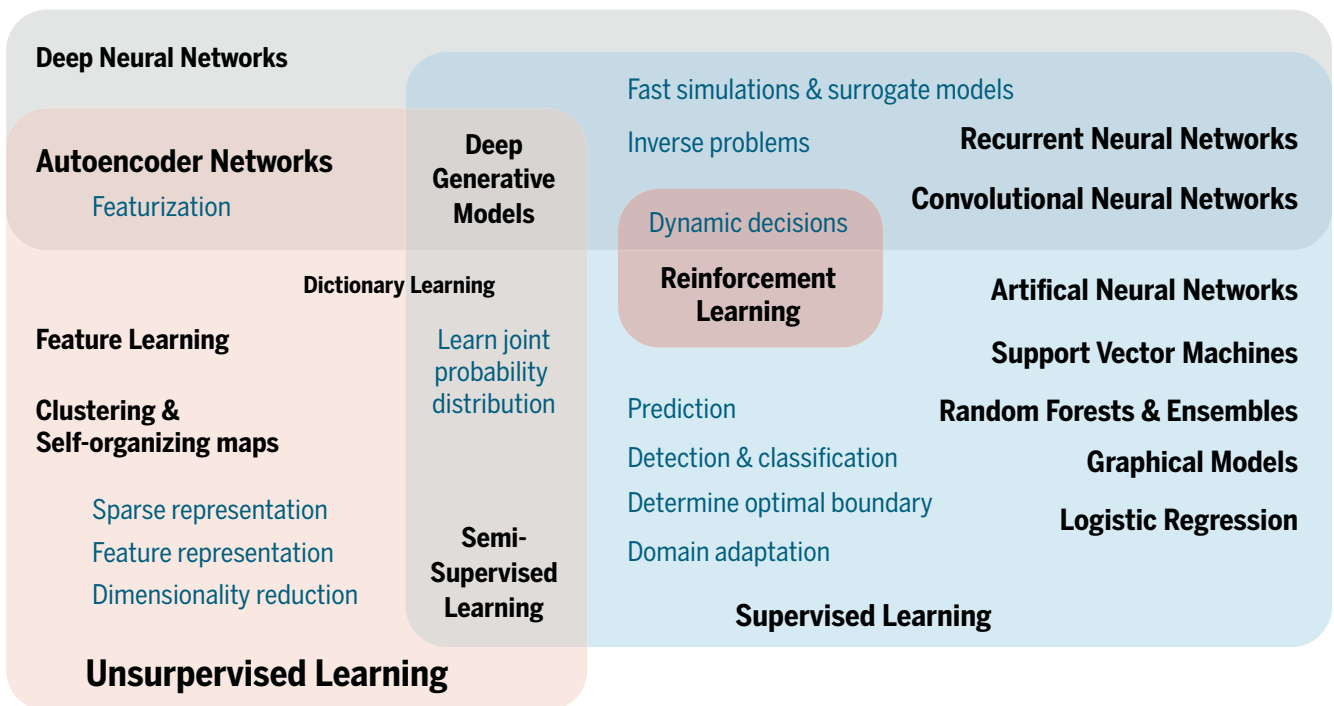 Deep Neural Networks
Fast simulations & surrogate models
Inverse problems
Recurrent Neural Networks
Convolutional Neural Networks
Autoencoder Networks
Featurization
Deep
Generative
Models
Dynamic decisions
Reinforcement
Learning
Dictionary Learning
Artifical Neural Networks
Feature Learning
Learn joint
probability
distribution
Support Vector Machines
Clustering &
Self-organizing maps
Prediction
Random Forests & Ensembles
Detection & classification
Graphical Models
Determine optimal boundary
Logistic Regression
Domain adaptation
Sparse representation
Feature representation
Dimensionality reduction
Semi-
Supervised
Learning
Supervised Learning
Unsurpervised Learning